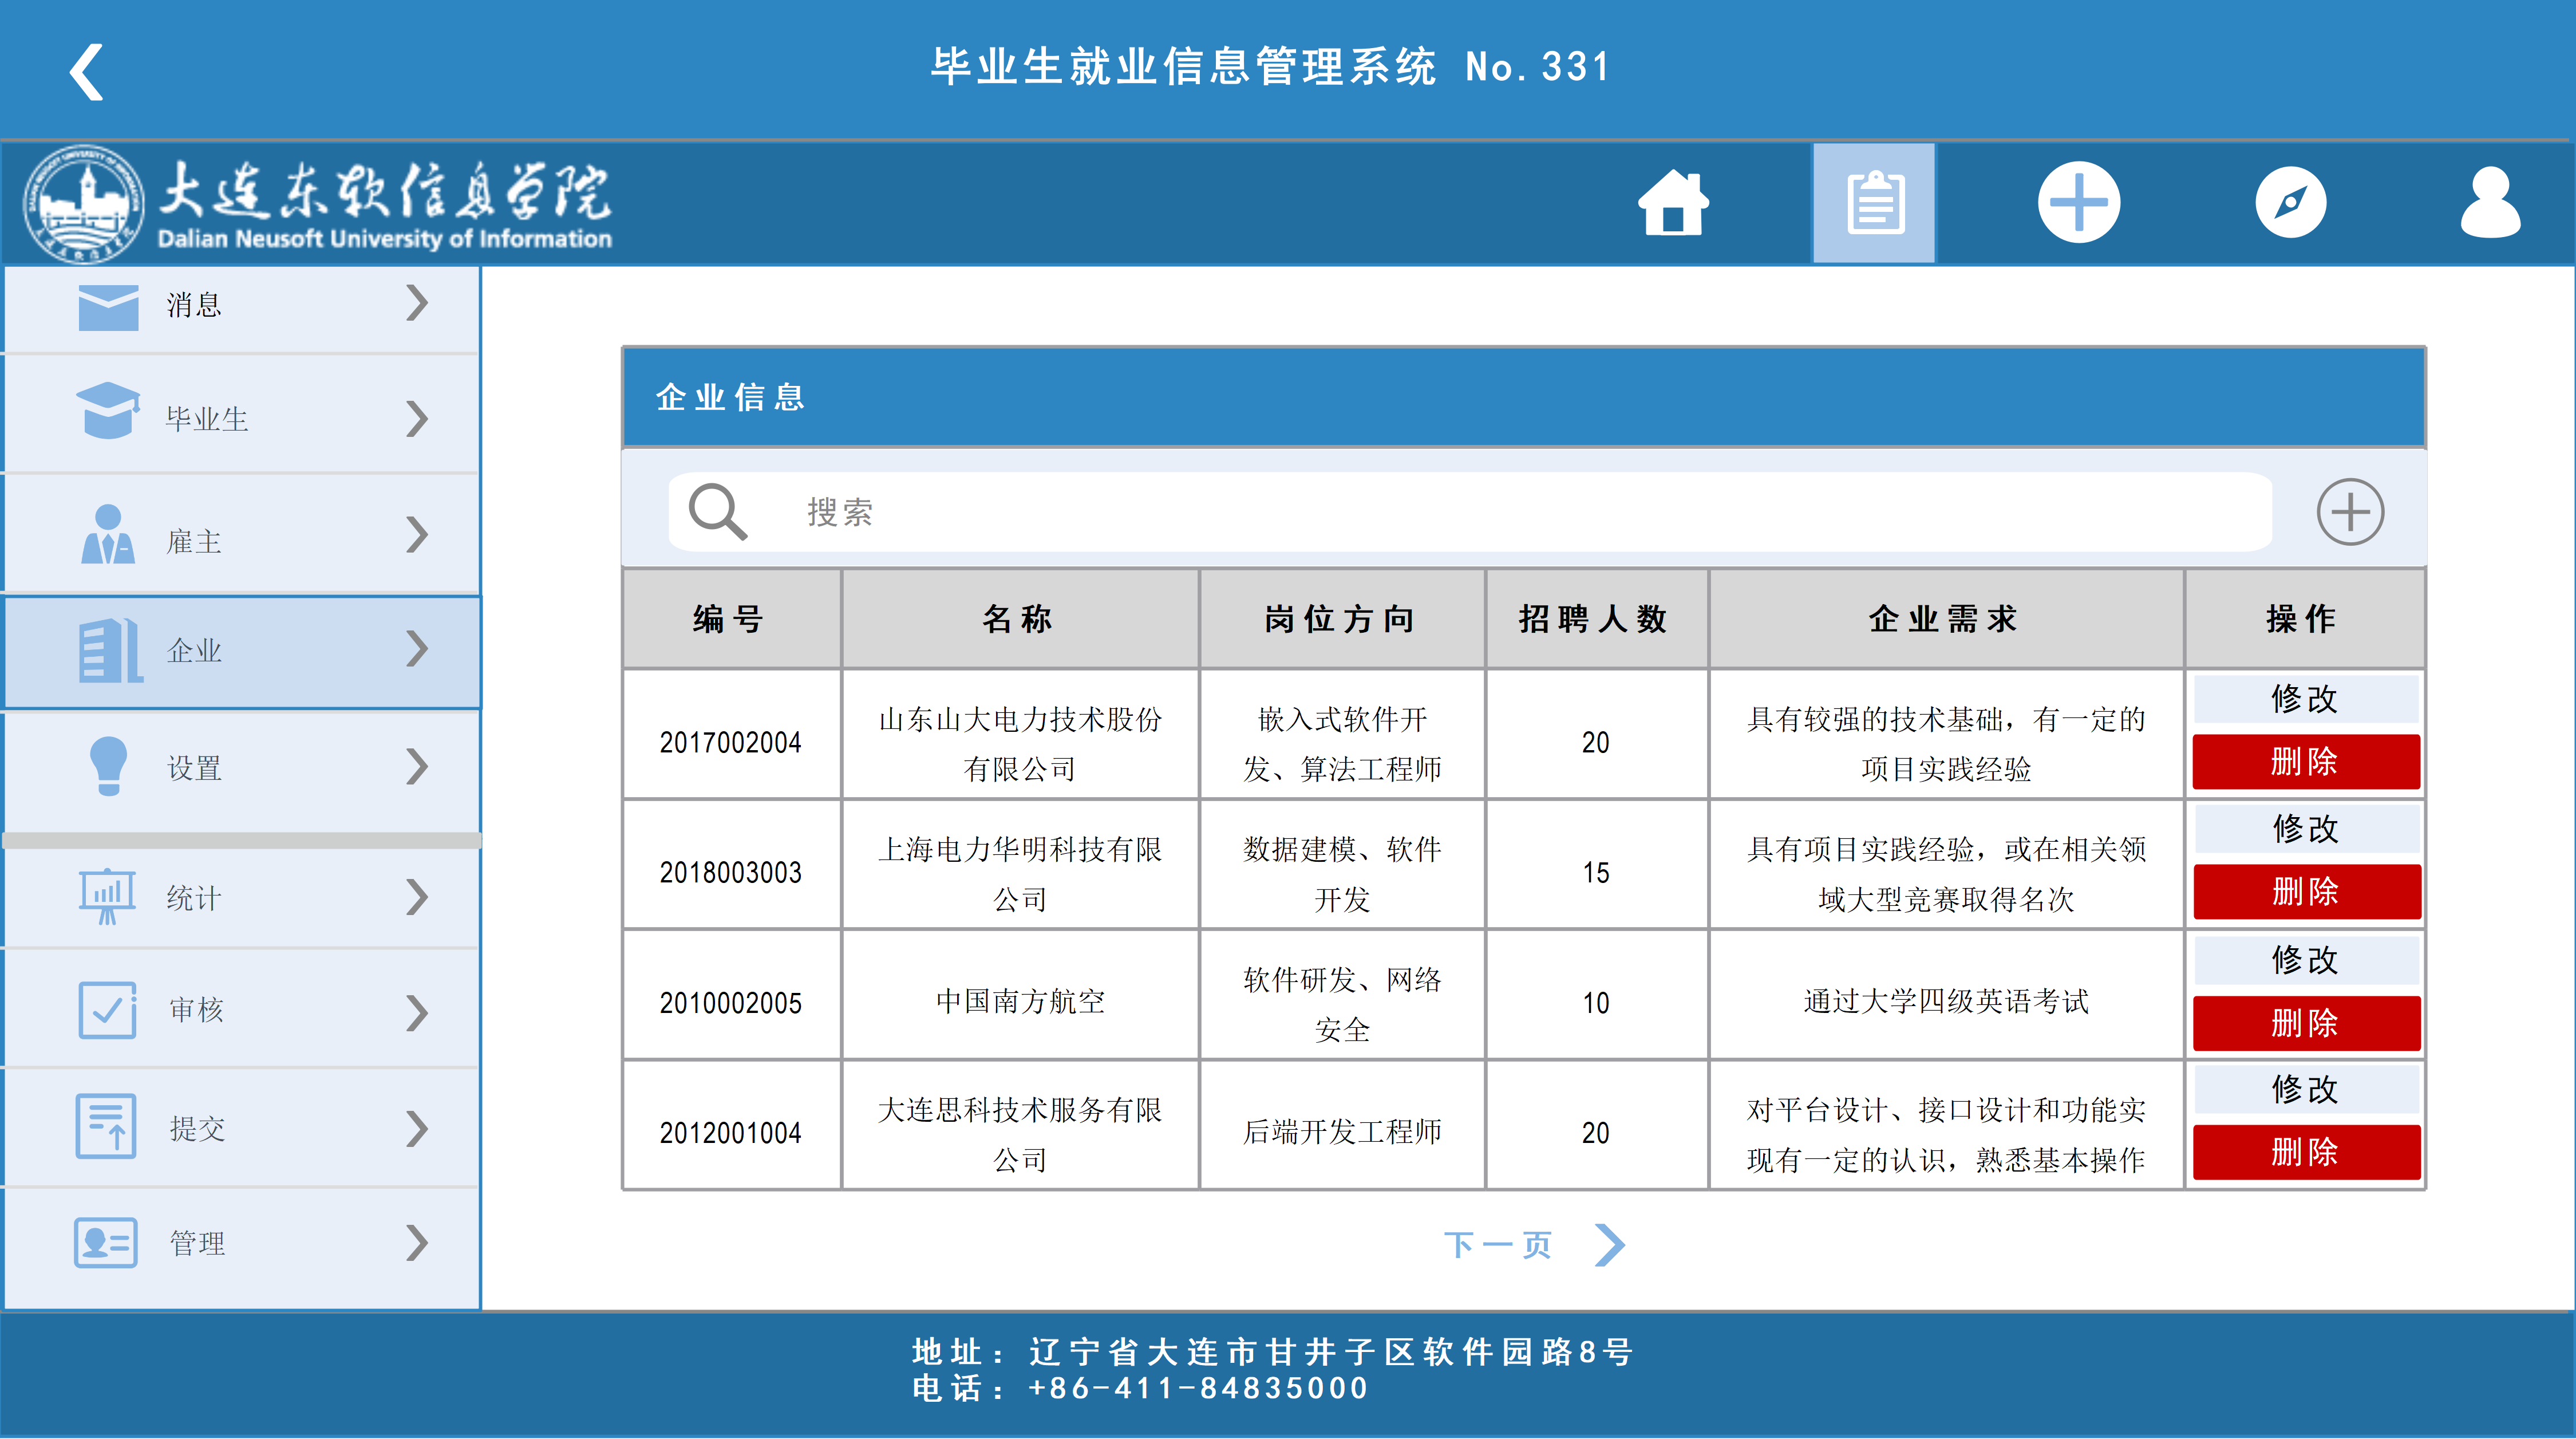 毕业生就业信息管理系统 No.331
大连东软信息学院
Dalian Neusoft University of Information
消息
毕业生
雇主
企业
设置
统计
审核
提交
管理
企业信息
搜索
编号 名称 岗位方向 招聘人数 企业需求 操作
2017002004 山东山大电力技术股份 嵌入式软件开 20 具有较强的技术基础，有一定的 修改
有限公司 发、算法工程师 项目实践经验 删除
2018003003 上海电力华明科技有限 数据建模、软件 15 具有项目实践经验，或在相关领 修改
公司 开发 域大型竞赛取得名次 删除
2010002005 中国南方航空 软件研发、网络 10 通过大学四级英语考试 修改
安全 删除
2012001004 大连思科技术服务有限 后端开发工程师 20 对平台设计、接口设计和功能实 修改
公司 现有一定的认识，熟悉基本操作 删除
下一页
地址：辽宁省大连市甘井子区软件园路8号
电话：+86-411-84835000